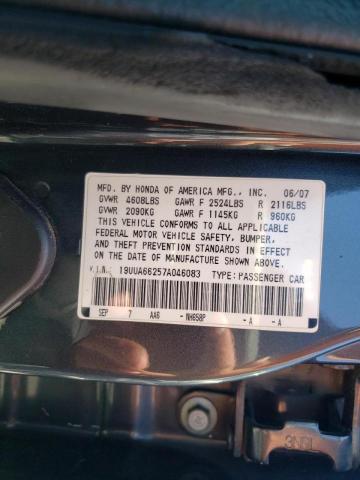 MFD. BY HONDA OF AMERICA MFG., INC. 06/07
GVWR 4608LBS GAWR F 2524LBS R 2116LBS
GVWR 2090KG GAWR F 1145KG R 960KG
THIS VEHICLE CONFORMS TO ALL APPLICABLE
FEDERAL MOTOR VEHICLE SAFETY, BUMPER,
AND THEFT PREVENTION STANDARDS IN EFFECT
ON THE DATE OF MANUFACTURE SHOWN ABOVE.
V.I.N.: 19UUA66257A046083 TYPE: PASSENGER CAR
SEP 7 AA6 - NH658P - A - A